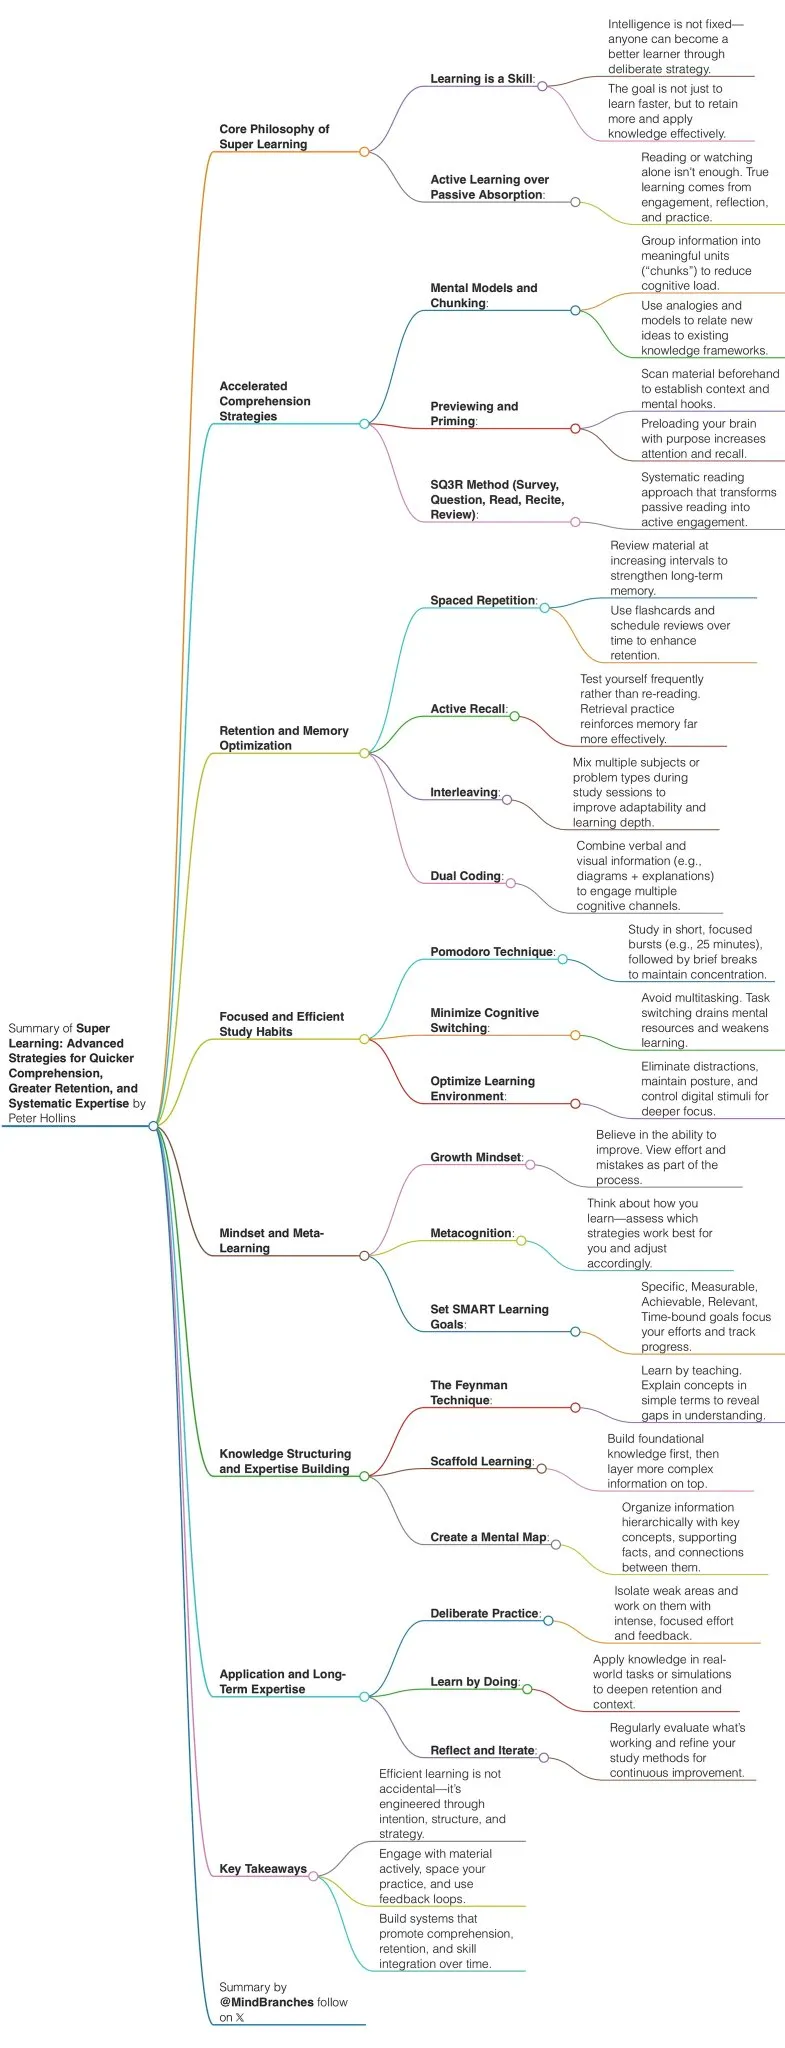 Summary of Super
Learning: Advanced
Strategies for Quicker
Comprehension,
Greater Retention, and
Systematic Expertise by
Peter Hollins
Core Philosophy of
Super Learning
Learning is a Skill:
Intelligence is not fixed—
anyone can become a
better learner through
deliberate strategy.
The goal is not just to
learn faster, but to retain
more and apply
knowledge effectively.
Active Learning over
Passive Absorption:
Reading or watching
alone isn't enough. True
learning comes from
engagement, reflection,
and practice.
Accelerated
Comprehension
Strategies
Mental Models and
Chunking:
Group information into
meaningful units
(“chunks”) to reduce
cognitive load.
Use analogies and
models to relate new
ideas to existing
knowledge frameworks.
Previewing and
Priming:
Scan material beforehand
to establish context and
mental hooks.
Preloading your brain
with purpose increases
attention and recall.
SQ3R Method (Survey,
Question, Read, Recite,
Review):
Systematic reading
approach that transforms
passive reading into
active engagement.
Retention and Memory
Optimization
Spaced Repetition:
Review material at
increasing intervals to
strengthen long-term
memory.
Use flashcards and
schedule reviews over
time to enhance
retention.
Active Recall:
Test yourself frequently
rather than re-reading.
Retrieval practice
reinforces memory far
more effectively.
Interleaving:
Mix multiple subjects or
problem types during
study sessions to
improve adaptability and
learning depth.
Dual Coding:
Combine verbal and
visual information (e.g.,
diagrams + explanations)
to engage multiple
cognitive channels.
Focused and Efficient
Study Habits
Pomodoro Technique:
Study in short, focused
bursts (e.g., 25 minutes),
followed by brief breaks
to maintain concentration.
Minimize Cognitive
Switching:
Avoid multitasking. Task
switching drains mental
resources and weakens
learning.
Optimize Learning
Environment:
Eliminate distractions,
maintain posture, and
control digital stimuli for
deeper focus.
Mindset and Meta-
Learning
Growth Mindset:
Believe in the ability to
improve. View effort and
mistakes as part of the
process.
Metacognition:
Think about how you
learn—assess which
strategies work best for
you and adjust
accordingly.
Set SMART Learning
Goals:
Specific, Measurable,
Achievable, Relevant,
Time-bound goals focus
your efforts and track
progress.
Knowledge Structuring
and Expertise Building
The Feynman
Technique:
Learn by teaching.
Explain concepts in
simple terms to reveal
gaps in understanding.
Scaffold Learning:
Build foundational
knowledge first, then
layer more complex
information on top.
Create a Mental Map:
Organize information
hierarchically with key
concepts, supporting
facts, and connections
between them.
Application and Long-
Term Expertise
Deliberate Practice:
Isolate weak areas and
work on them with
intense, focused effort
and feedback.
Learn by Doing:
Apply knowledge in real-
world tasks or simulations
to deepen retention and
context.
Reflect and Iterate:
Regularly evaluate what's
working and refine your
study methods for
continuous improvement.
Key Takeaways
Efficient learning is not
accidental—it's
engineered through
intention, structure, and
strategy.
Engage with material
actively, space your
practice, and use
feedback loops.
Build systems that
promote comprehension,
retention, and skill
integration over time.
Summary by
@MindBranches follow
on 𝕏